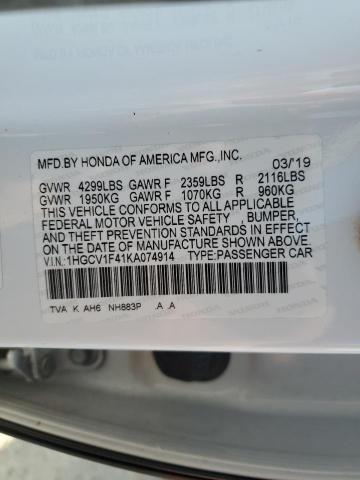 MFD.BY HONDA OF AMERICA MFG.,INC. 03/'19
GVWR 4299LBS GAWR F 2359LBS R 2116LBS
GVWR 1950KG GAWR F 1070KG R 960KG
THIS VEHICLE CONFORMS TO ALL APPLICABLE
FEDERAL MOTOR VEHICLE SAFETY , BUMPER,
AND THEFT PREVENTION STANDARDS IN EFFECT
ON THE DATE OF MANUFACTURE SHOWN ABOVE.
V.I.N.:1HGCV1F41KA074914 TYPE:PASSENGER CAR
TVA K AH6 NH883P .A .A